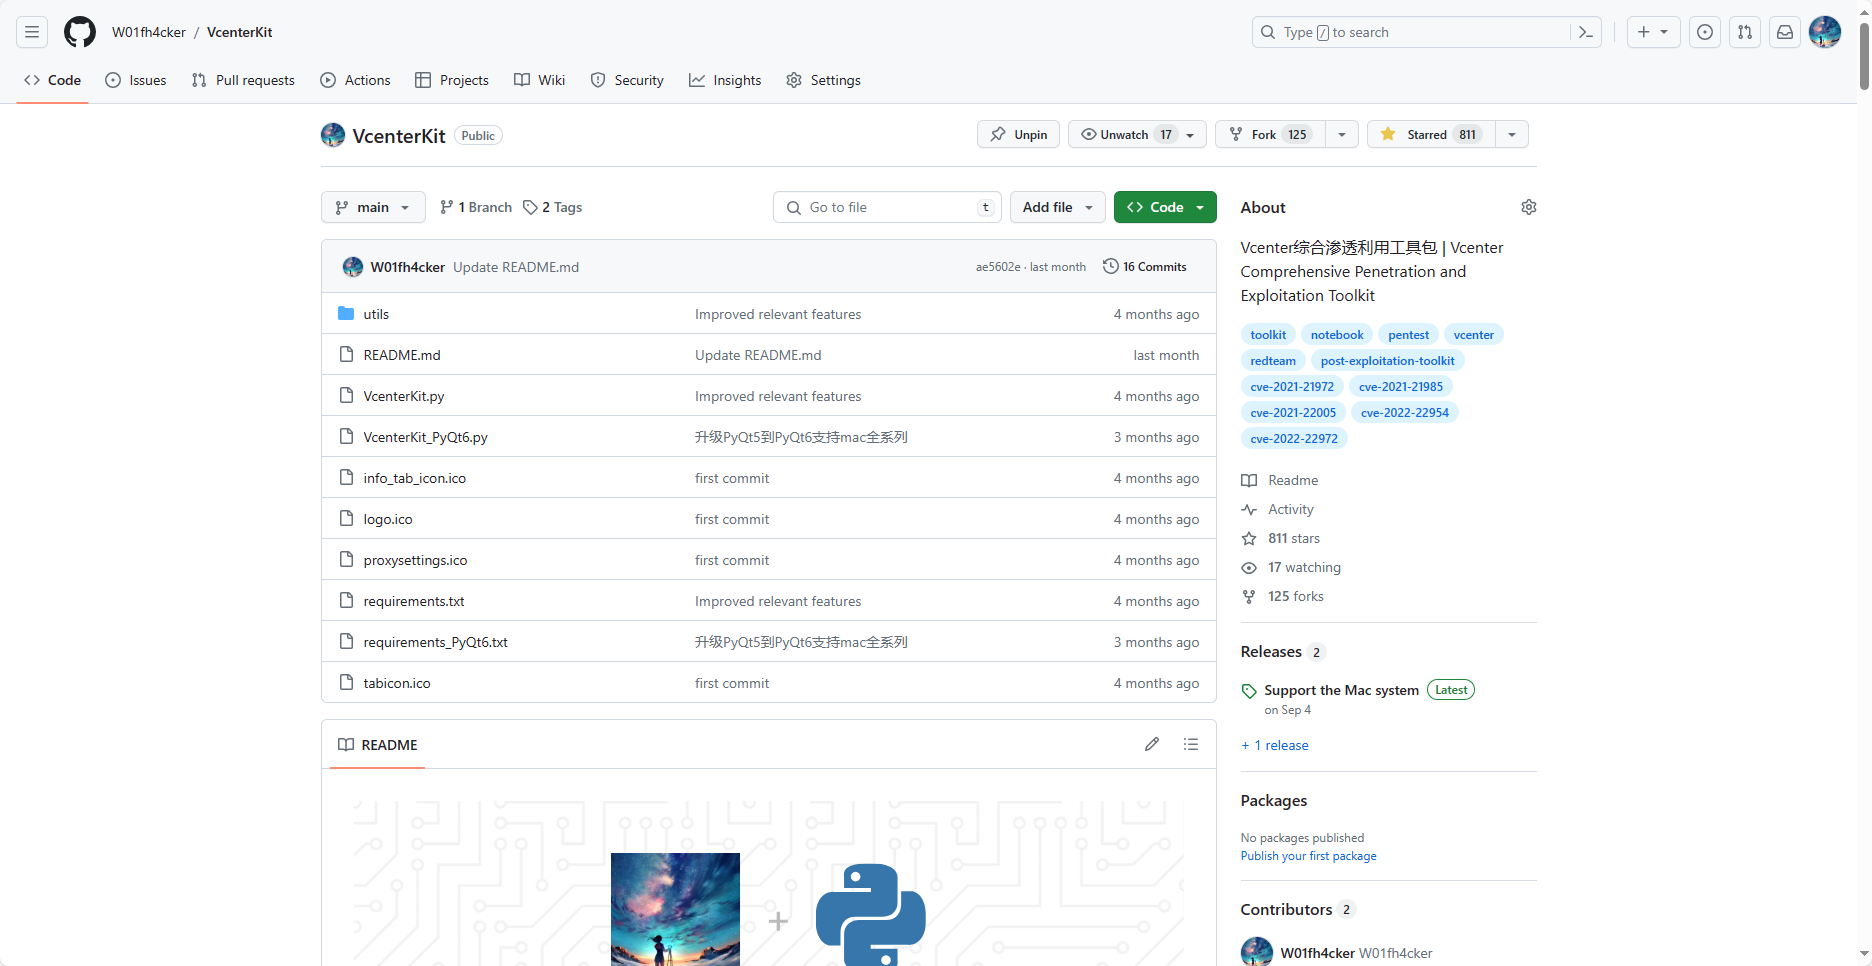 W01fh4cker / VcenterKit
Type / to search
Code Issues Pull requests Actions Projects Wiki Security Insights Settings
VcenterKit Public
Unpin Unwatch 17 Fork 125 Starred 811
main 1 Branch 2 Tags Go to file t Add file Code
W01fh4cker Update README.md ae5602e · last month 16 Commits
utils Improved relevant features 4 months ago
README.md Update README.md last month
VcenterKit.py Improved relevant features 4 months ago
VcenterKit_PyQt6.py 升级PyQt5到PyQt6支持mac全系列 3 months ago
info_tab_icon.ico first commit 4 months ago
logo.ico first commit 4 months ago
proxysettings.ico first commit 4 months ago
requirements.txt Improved relevant features 4 months ago
requirements_PyQt6.txt 升级PyQt5到PyQt6支持mac全系列 3 months ago
tabicon.ico first commit 4 months ago
README
About
Vcenter综合渗透利用工具包 | Vcenter
Comprehensive Penetration and
Exploitation Toolkit
toolkit notebook pentest vcenter
redteam post-exploitation-toolkit
cve-2021-21972 cve-2021-21985
cve-2021-22005 cve-2022-22954
cve-2022-22972
Readme
Activity
811 stars
17 watching
125 forks
Releases 2
Support the Mac system Latest
on Sep 4
+ 1 release
Packages
No packages published
Publish your first package
Contributors 2
W01fh4cker W01fh4cker